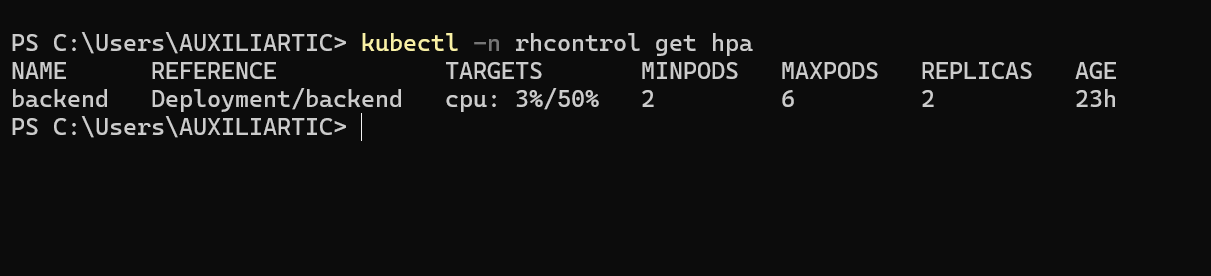 PS C:\Users\AUXILIARTIC> kubectl -n rhcontrol get hpa
NAME      REFERENCE            TARGETS       MINPODS   MAXPODS   REPLICAS   AGE
backend   Deployment/backend   cpu: 3%/50%   2         6         2          23h
PS C:\Users\AUXILIARTIC>